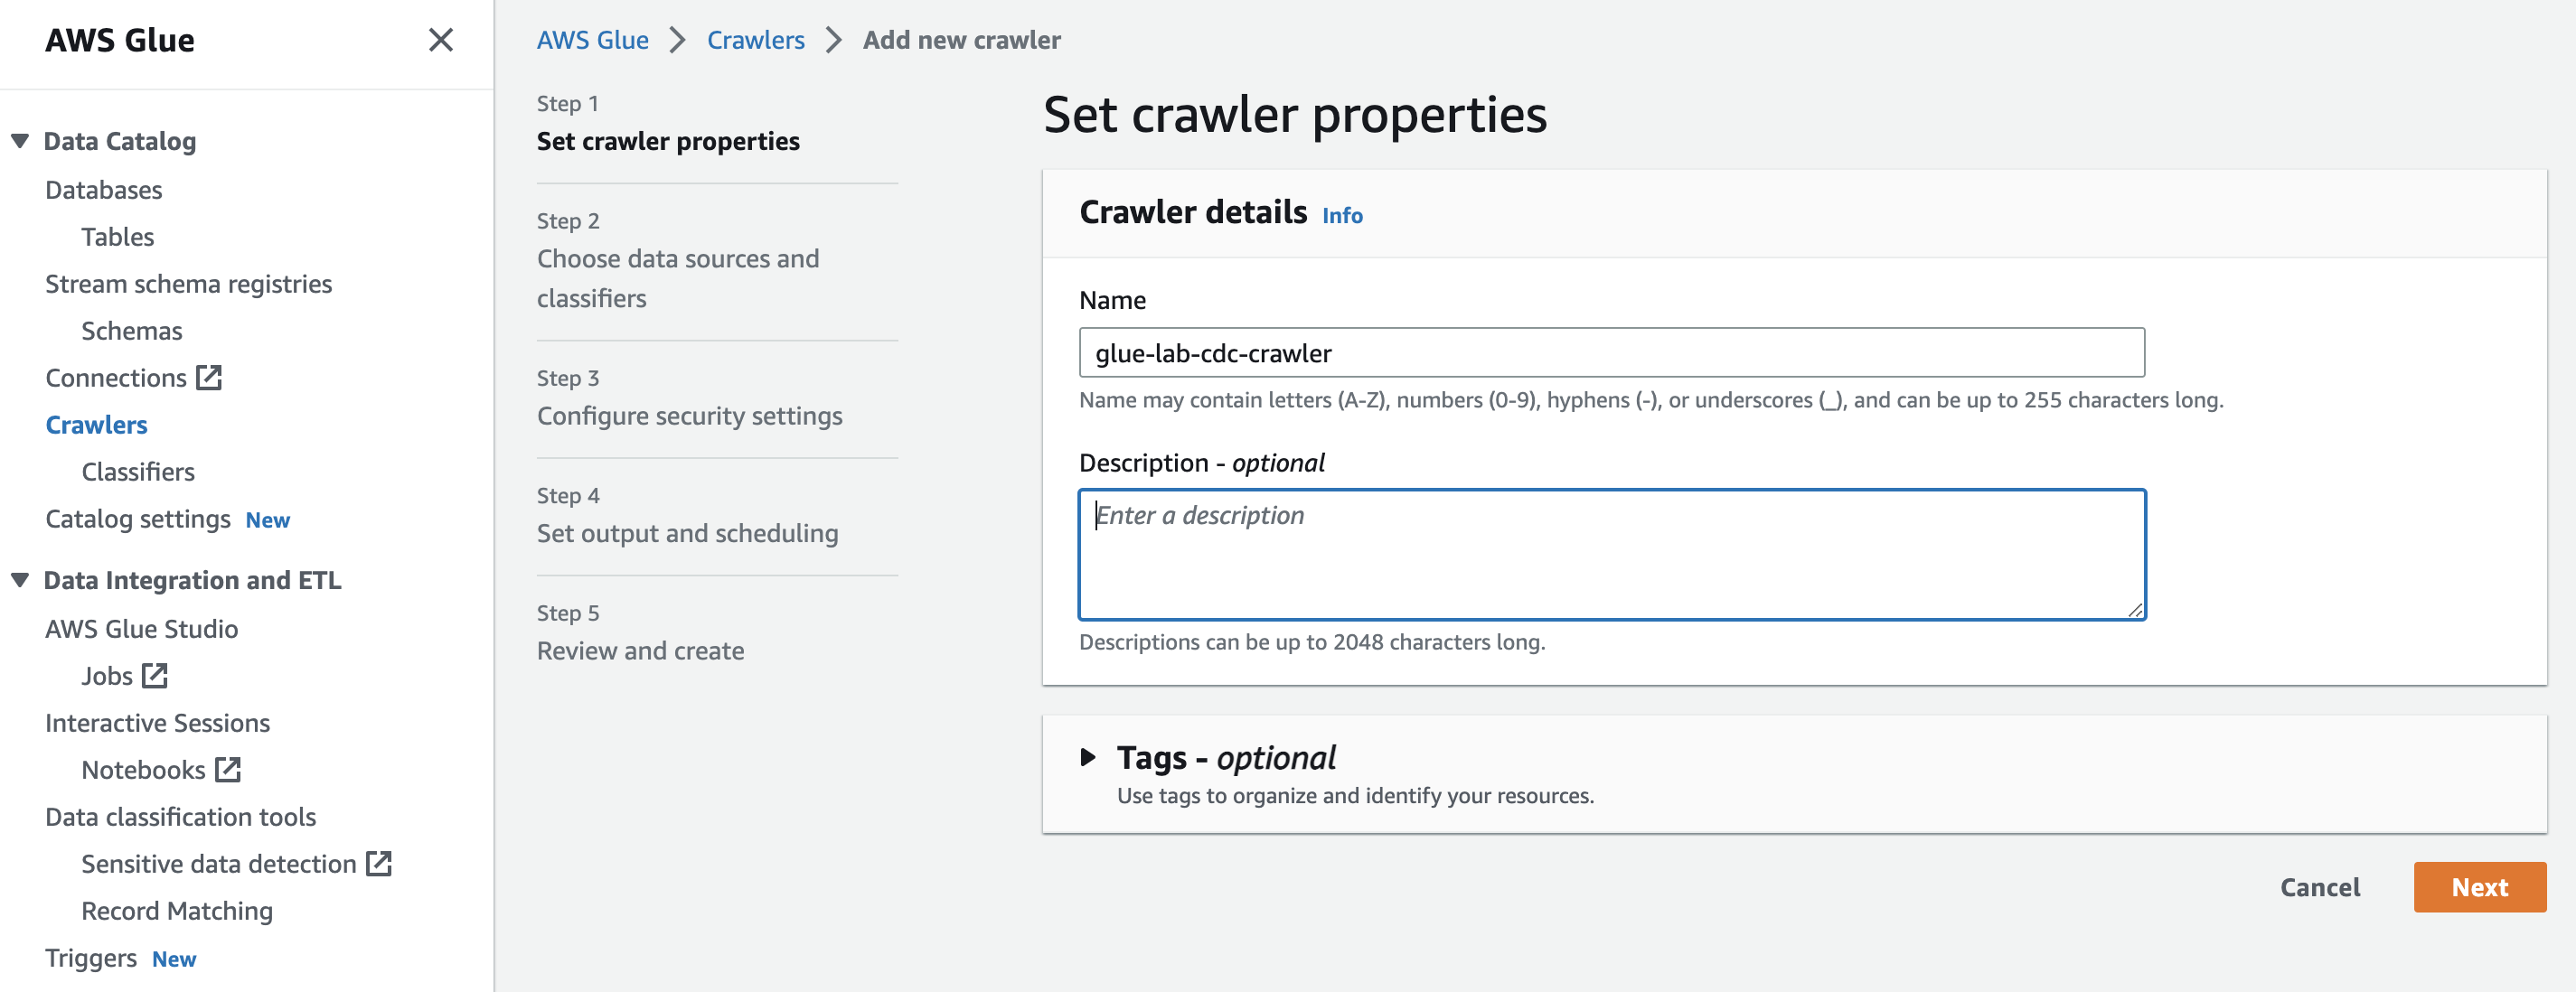 AWS Glue
Data Catalog
Databases
Tables
Stream schema registries
Schemas
Connections
Crawlers
Classifiers
Catalog settings New
Data Integration and ETL
AWS Glue Studio
Jobs
Interactive Sessions
Notebooks
Data classification tools
Sensitive data detection
Record Matching
Triggers New
AWS Glue Crawlers Add new crawler
Step 1
Set crawler properties
Step 2
Choose data sources and
classifiers
Step 3
Configure security settings
Step 4
Set output and scheduling
Step 5
Review and create
Set crawler properties
Crawler details Info
Name
glue-lab-cdc-crawler
Name may contain letters (A-Z), numbers (0-9), hyphens (-), or underscores (_), and can be up to 255 characters long.
Description - optional
Enter a description
Descriptions can be up to 2048 characters long.
Tags - optional
Use tags to organize and identify your resources.
Cancel Next